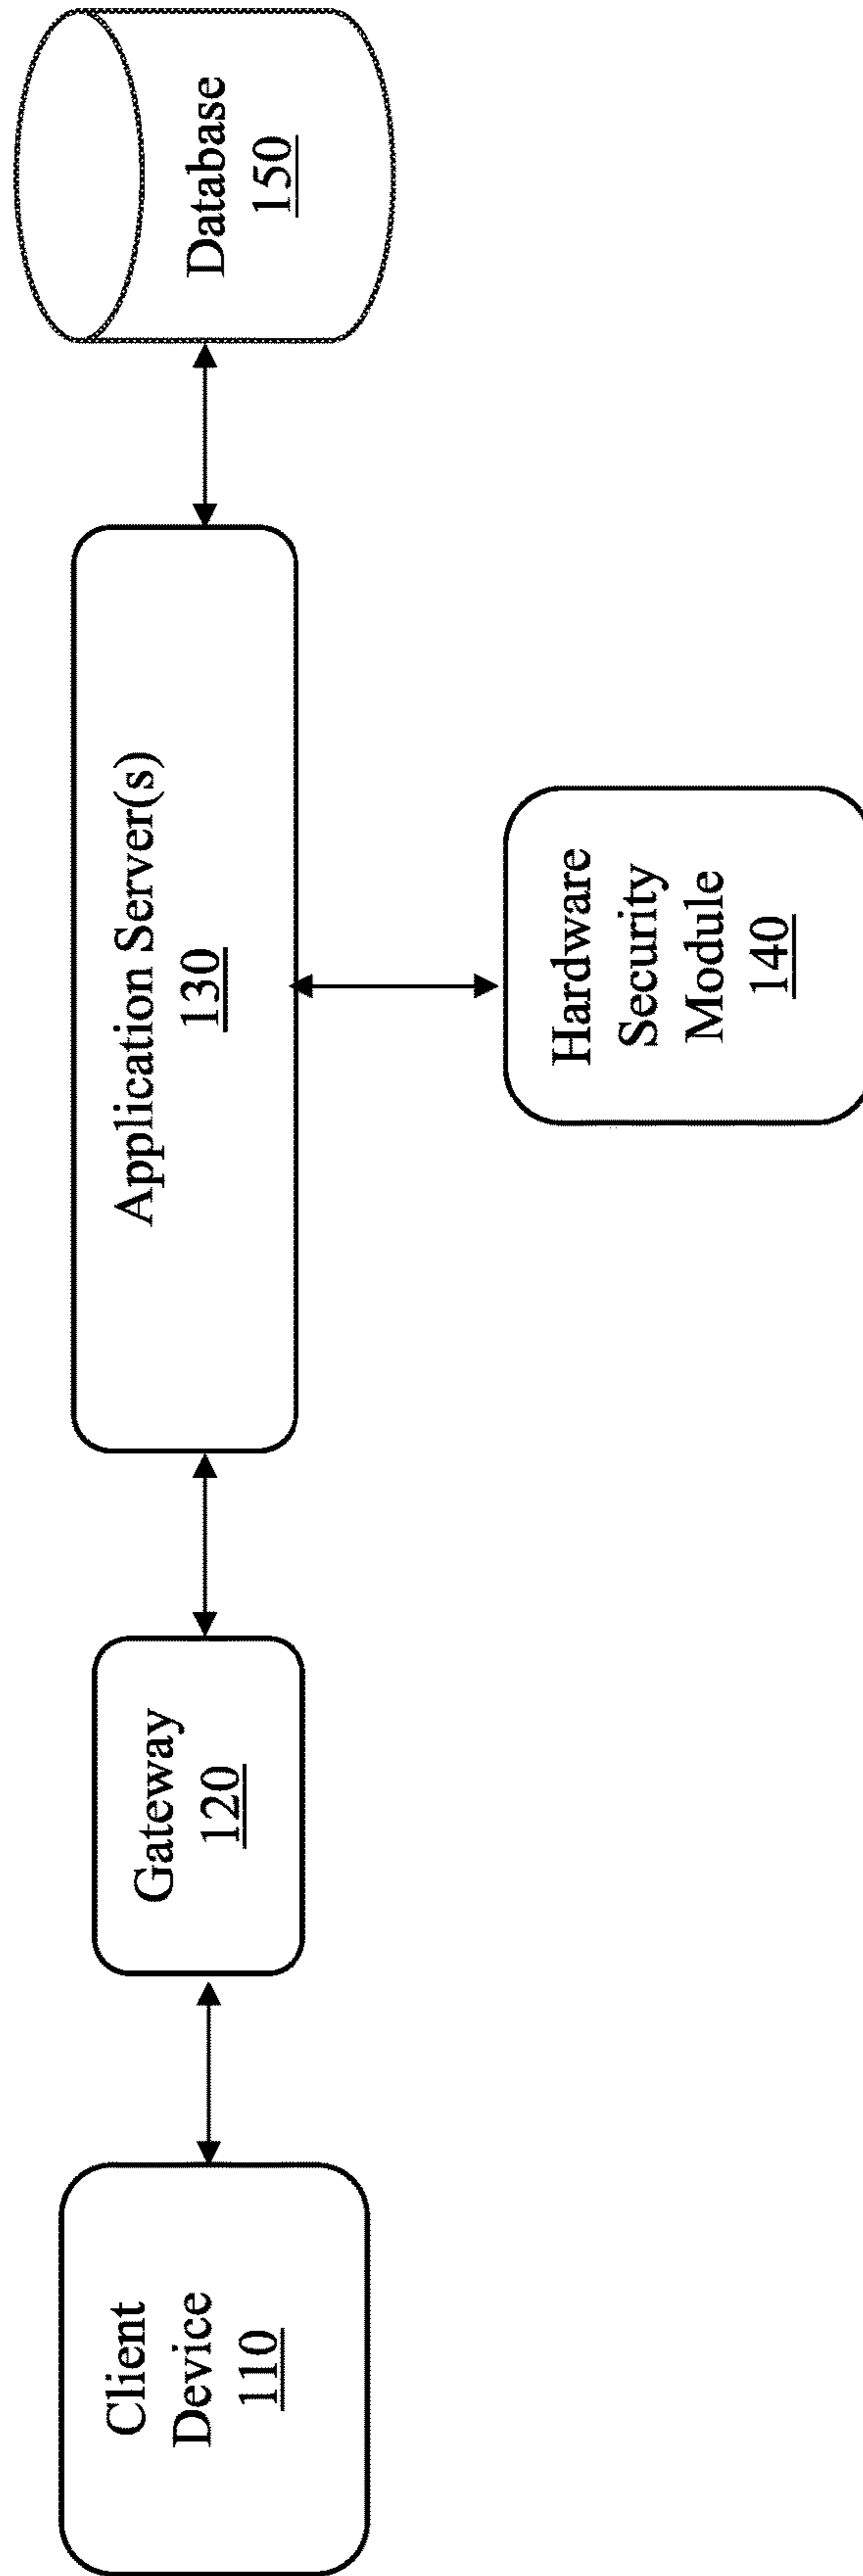 Client
Device
110
Gateway
120
Application Server(s)
130
Hardware
Security
Module
140
Database
150